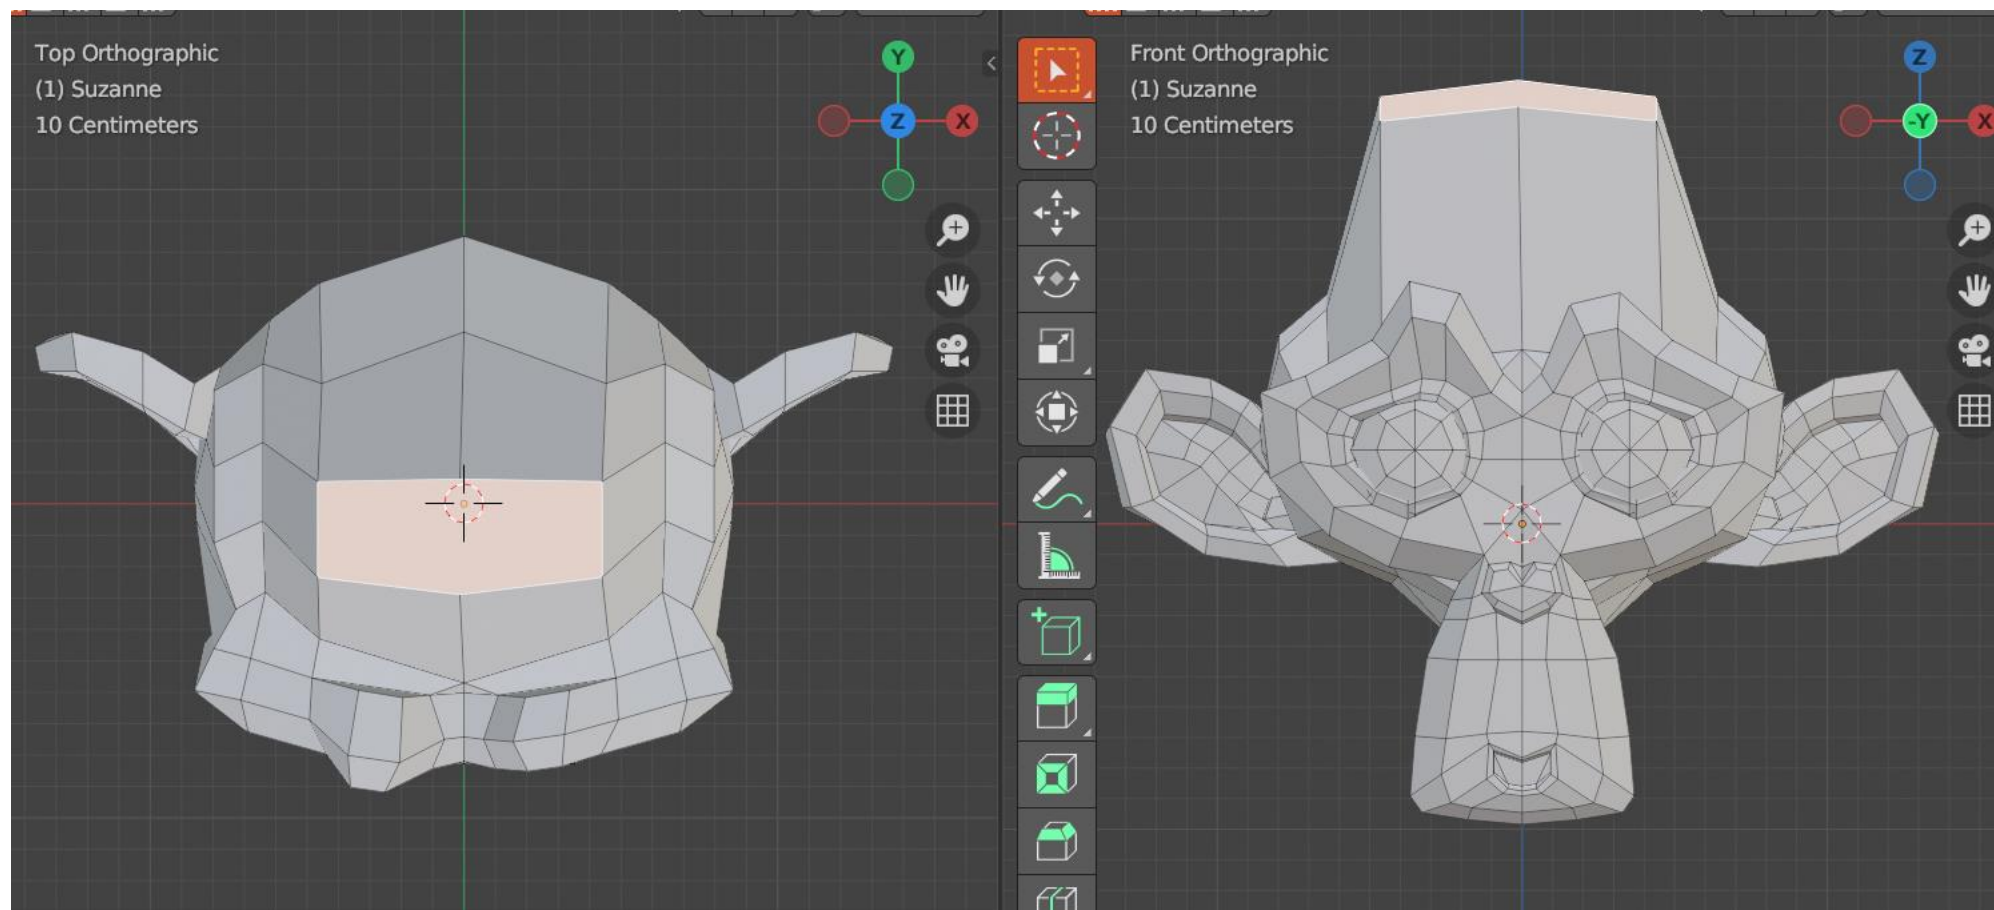 Top Orthographic
(1) Suzanne
10 Centimeters
Y
Z
X
Front Orthographic
(1) Suzanne
10 Centimeters
Z
-Y
X